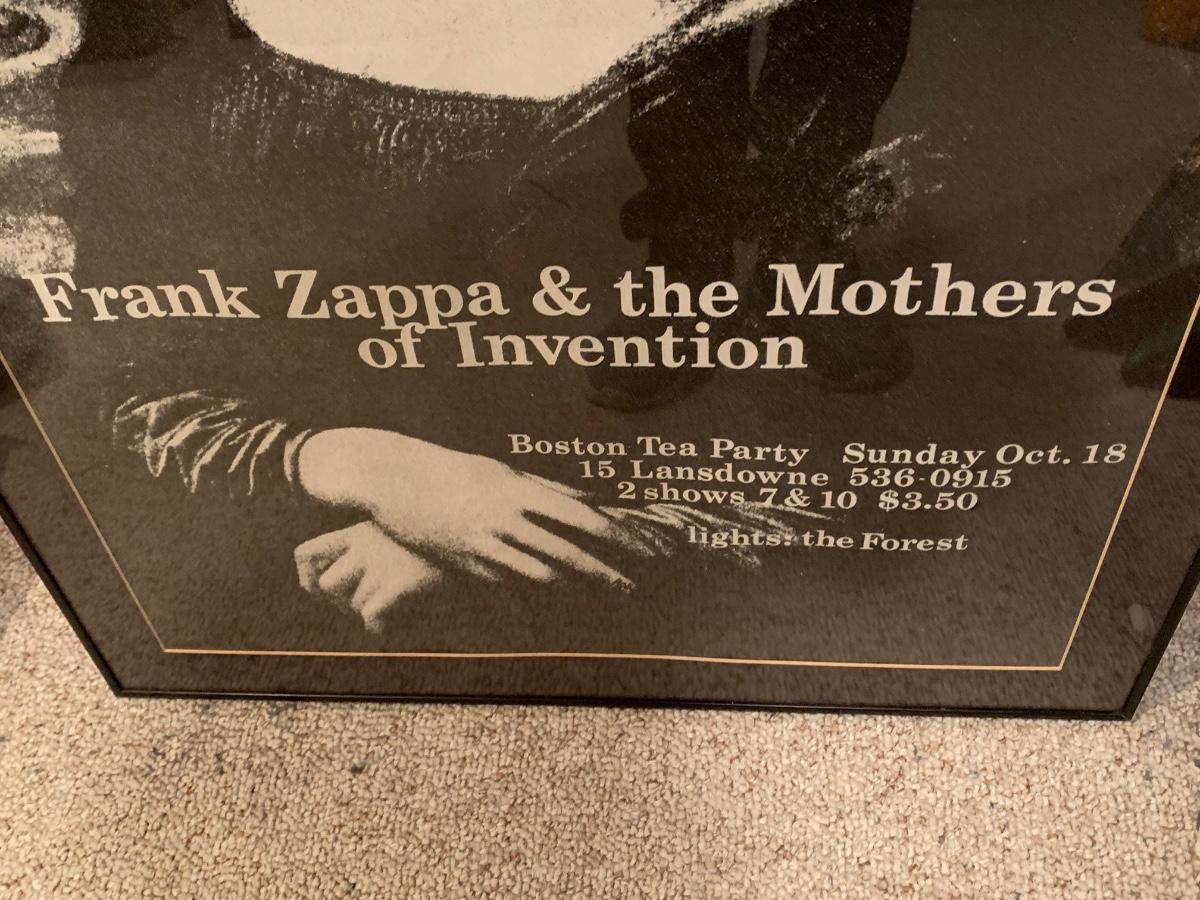 Frank Zappa & the Mothers
of Invention
Boston Tea Party Sunday Oct. 18
15 Lansdowne 536-0915
2 shows 7 & 10 $3.50
lights: the Forest